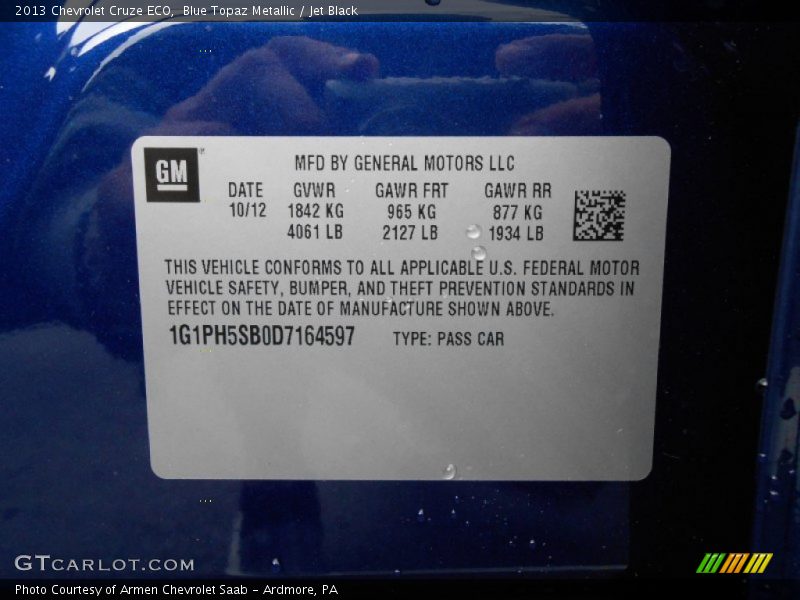 2013 Chevrolet Cruze ECO,  Blue Topaz Metallic / Jet Black
GM™
MFD BY GENERAL MOTORS LLC
DATE GVWR GAWR FRT GAWR RR
10/12 1842 KG 965 KG 877 KG
4061 LB 2127 LB 1934 LB
THIS VEHICLE CONFORMS TO ALL APPLICABLE U.S. FEDERAL MOTOR
VEHICLE SAFETY, BUMPER, AND THEFT PREVENTION STANDARDS IN
EFFECT ON THE DATE OF MANUFACTURE SHOWN ABOVE.
1G1PH5SB0D7164597 TYPE: PASS CAR
GTCARLOT.COM
Photo Courtesy of Armen Chevrolet Saab - Ardmore, PA